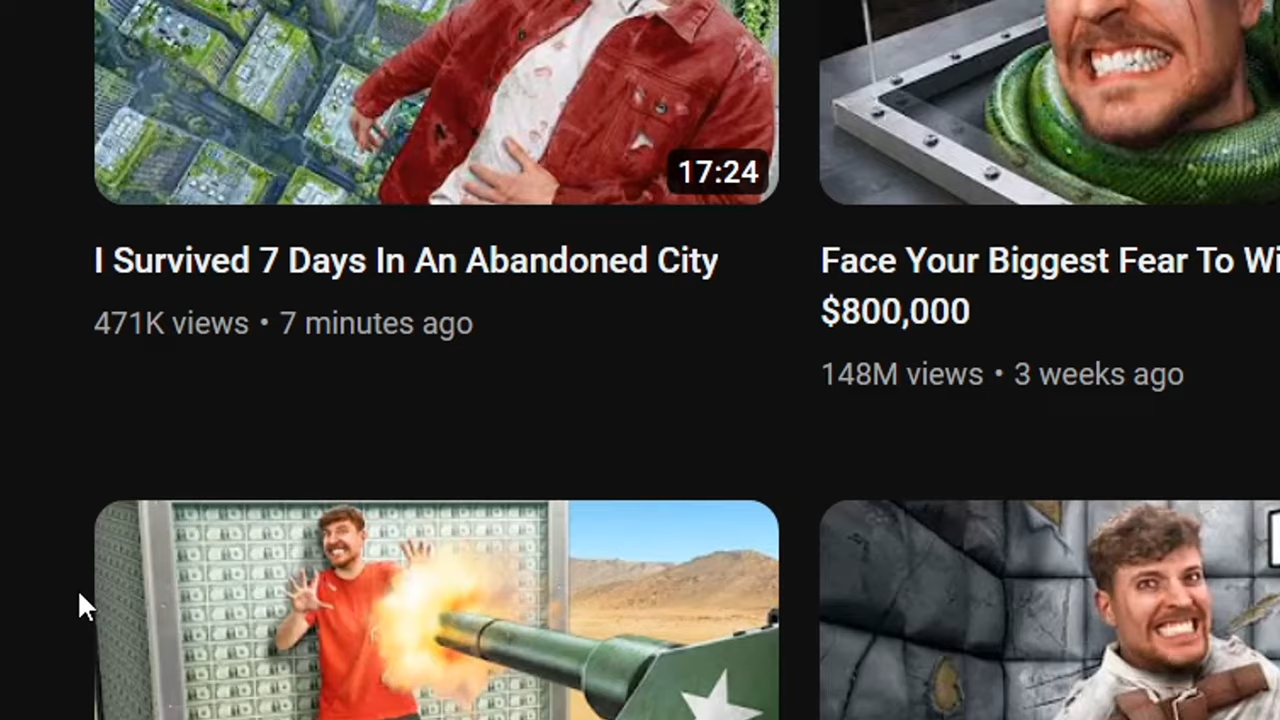 17:24
I Survived 7 Days In An Abandoned City
471K views • 7 minutes ago
Face Your Biggest Fear To Wi
$800,000
148M views • 3 weeks ago